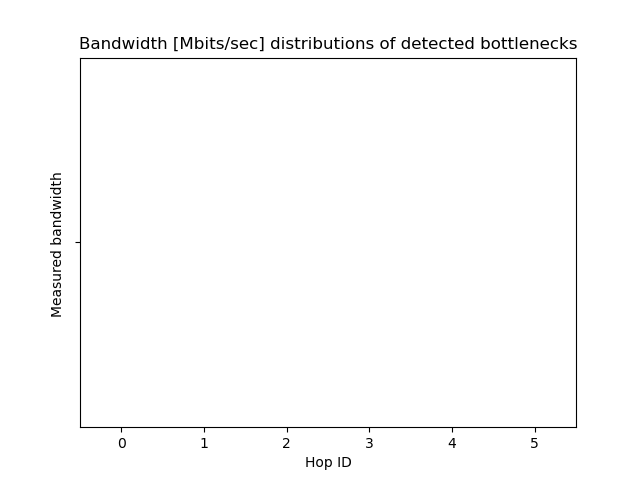 Bandwidth [Mbits/sec] distributions of detected bottlenecks
Measured bandwidth
0 1 2 3 4 5
Hop ID